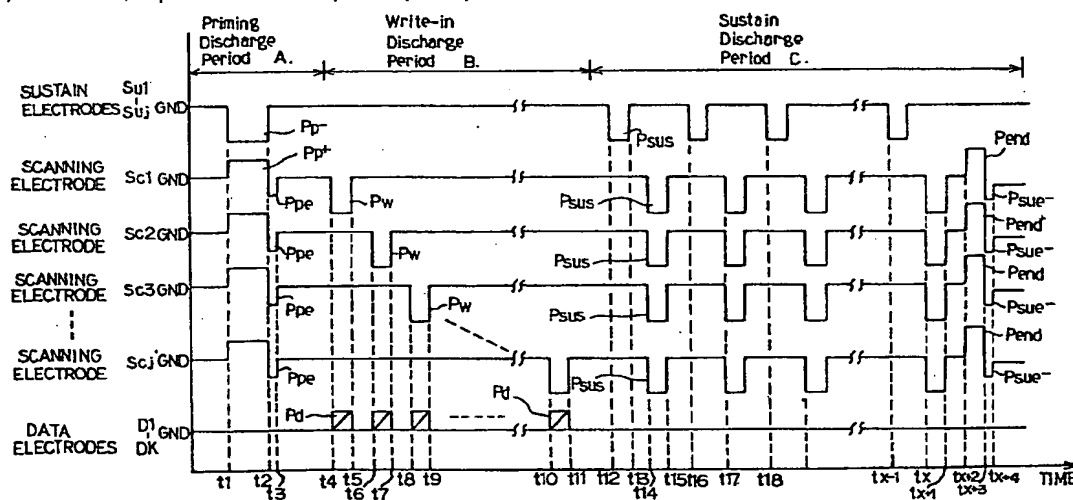 Priming Discharge Period A.
Write-in Discharge Period B.
Sustain Discharge Period C.
SUSTAIN ELECTRODES Su1 Suj GND
Pp-
Psus
Pp+
Pend
SCANNING ELECTRODE Sc1 GND
Ppe
Pw
Psus
Psue-
SCANNING ELECTRODE Sc2 GND
Ppe
Pw
Psus
Pend
Psue-
SCANNING ELECTRODE Sc3 GND
Ppe
Pw
Psus
Pend
Psue-
SCANNING ELECTRODE Scj GND
Ppe
Psus
Pend
Psue-
DATA ELECTRODES D1 DK GND
Pd
Pd
t1 t2 t3 t4 t5 t6 t7 t8 t9 t10 t11 t12 t13 t14 t15 t16 t17 t18 tx-1 tx tx+1 tx+2 tx+3 tx+4 TIME